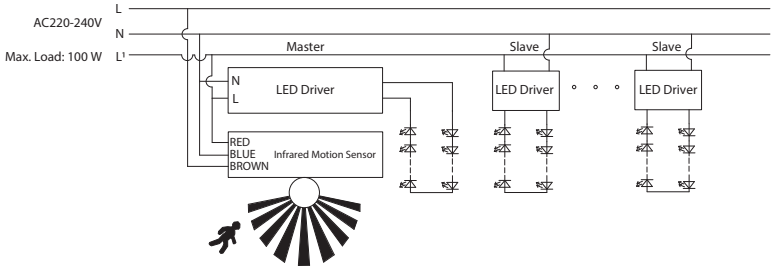 L
AC220-240V
N
Max. Load: 100 W L¹
Master Slave Slave
N
L
LED Driver
LED Driver
LED Driver
RED
BLUE
BROWN
Infrared Motion Sensor